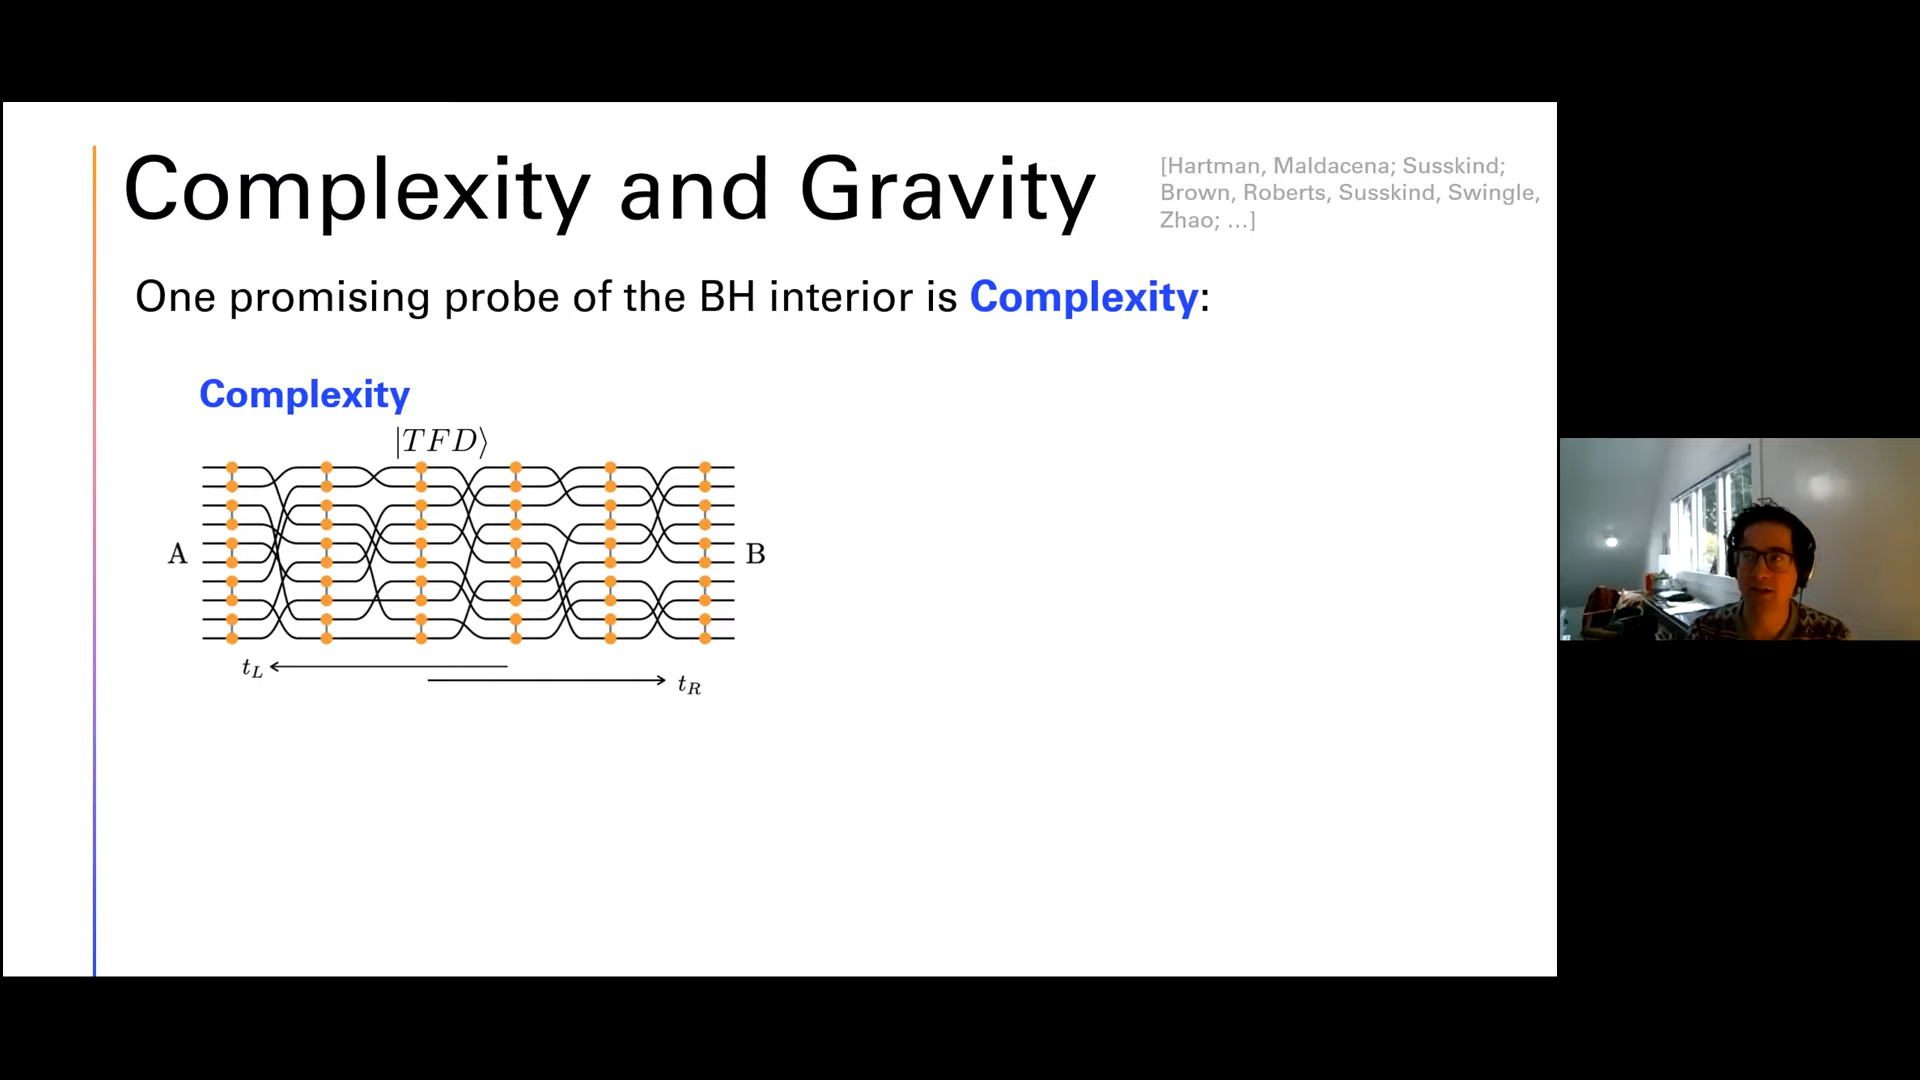 Complexity and Gravity
[Hartman, Maldacena; Susskind;
Brown, Roberts, Susskind, Swingle,
Zhao; ...]
One promising probe of the BH interior is Complexity:
Complexity
|TFD⟩
A
B
t_L
t_R